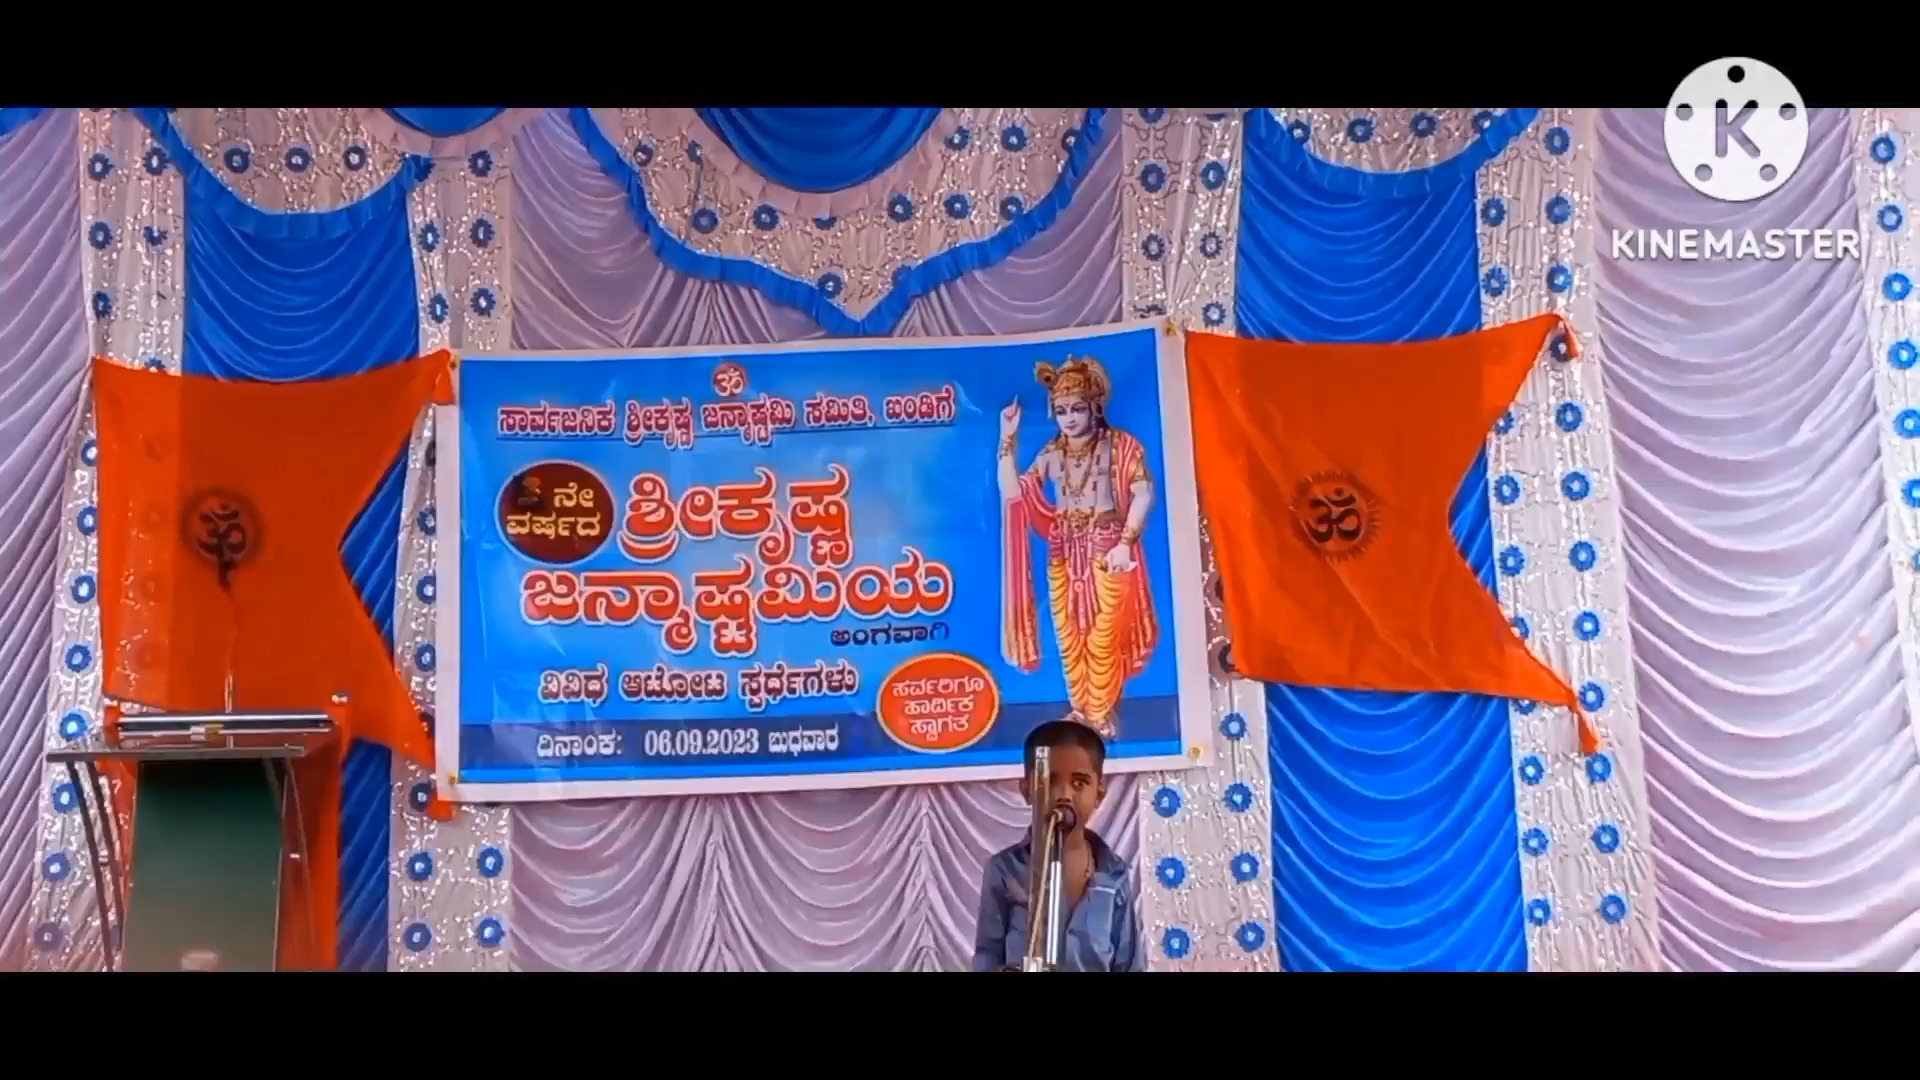 K
KINEMASTER
ॐ
ಸಾರ್ವಜನಿಕ ಶ್ರೀಕೃಷ್ಣ ಜನ್ಮಾಷ್ಟಮಿ ಸಮಿತಿ, ಖಂಡಿಗೆ
ನೇ
ವರ್ಷದ
ಶ್ರೀಕೃಷ್ಣ
ಜನ್ಮಾಷ್ಟಮಿಯ
ಅಂಗವಾಗಿ
ವಿವಿಧ ಆಟೋಟ ಸ್ಪರ್ಧೆಗಳು
ಸರ್ವರಿಗೂ
ಹಾರ್ದಿಕ
ಸ್ವಾಗತ
ದಿನಾಂಕ: 06.09.2023 ಬುಧವಾರ
ॐ
ॐ